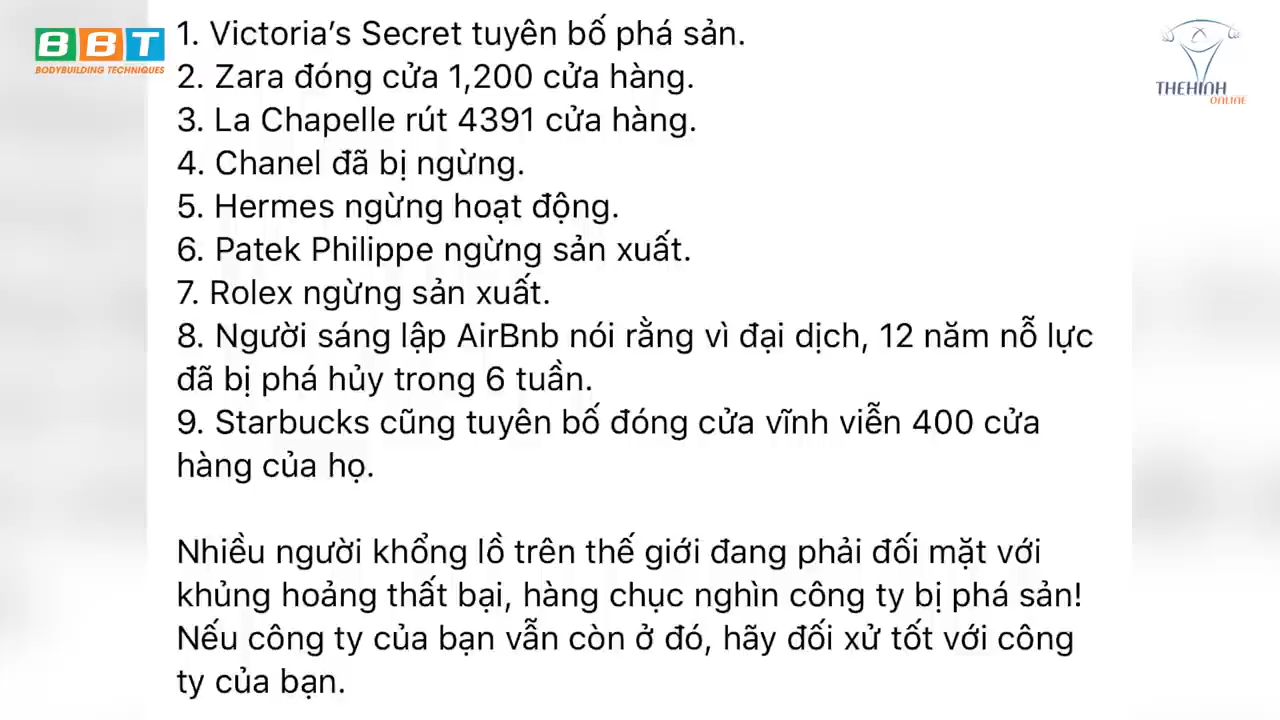 BBT
BODYBUILDING TECHNIQUES
THEHINH
ONLINE
1. Victoria’s Secret tuyên bố phá sản.
2. Zara đóng cửa 1,200 cửa hàng.
3. La Chapelle rút 4391 cửa hàng.
4. Chanel đã bị ngừng.
5. Hermes ngừng hoạt động.
6. Patek Philippe ngừng sản xuất.
7. Rolex ngừng sản xuất.
8. Người sáng lập AirBnb nói rằng vì đại dịch, 12 năm nỗ lực
đã bị phá hủy trong 6 tuần.
9. Starbucks cũng tuyên bố đóng cửa vĩnh viễn 400 cửa
hàng của họ.
Nhiều người khổng lồ trên thế giới đang phải đối mặt với
khủng hoảng thất bại, hàng chục nghìn công ty bị phá sản!
Nếu công ty của bạn vẫn còn ở đó, hãy đối xử tốt với công
ty của bạn.